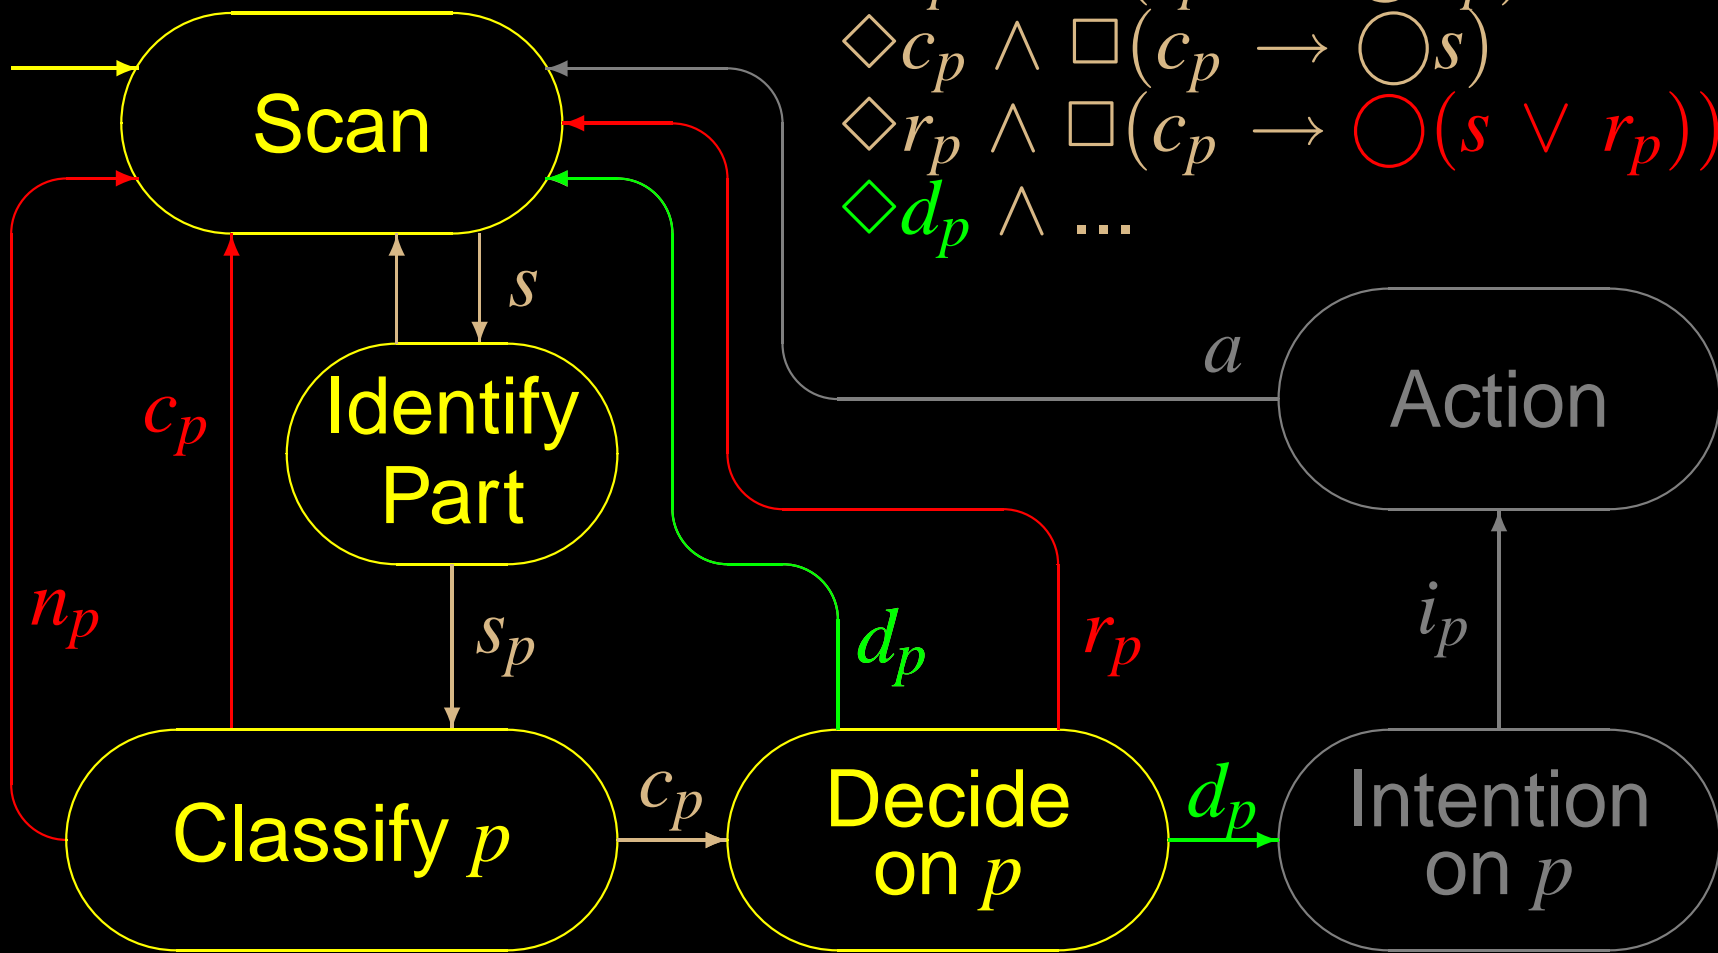 ◇c_p ∧ □(c_p → ○s)
◇r_p ∧ □(c_p → ○(s ∨ r_p))
◇d_p ∧ ...
Scan
s
a
Action
c_p
Identify
Part
n_p
s_p
d_p
r_p
i_p
Classify p
c_p
Decide
on p
d_p
Intention
on p